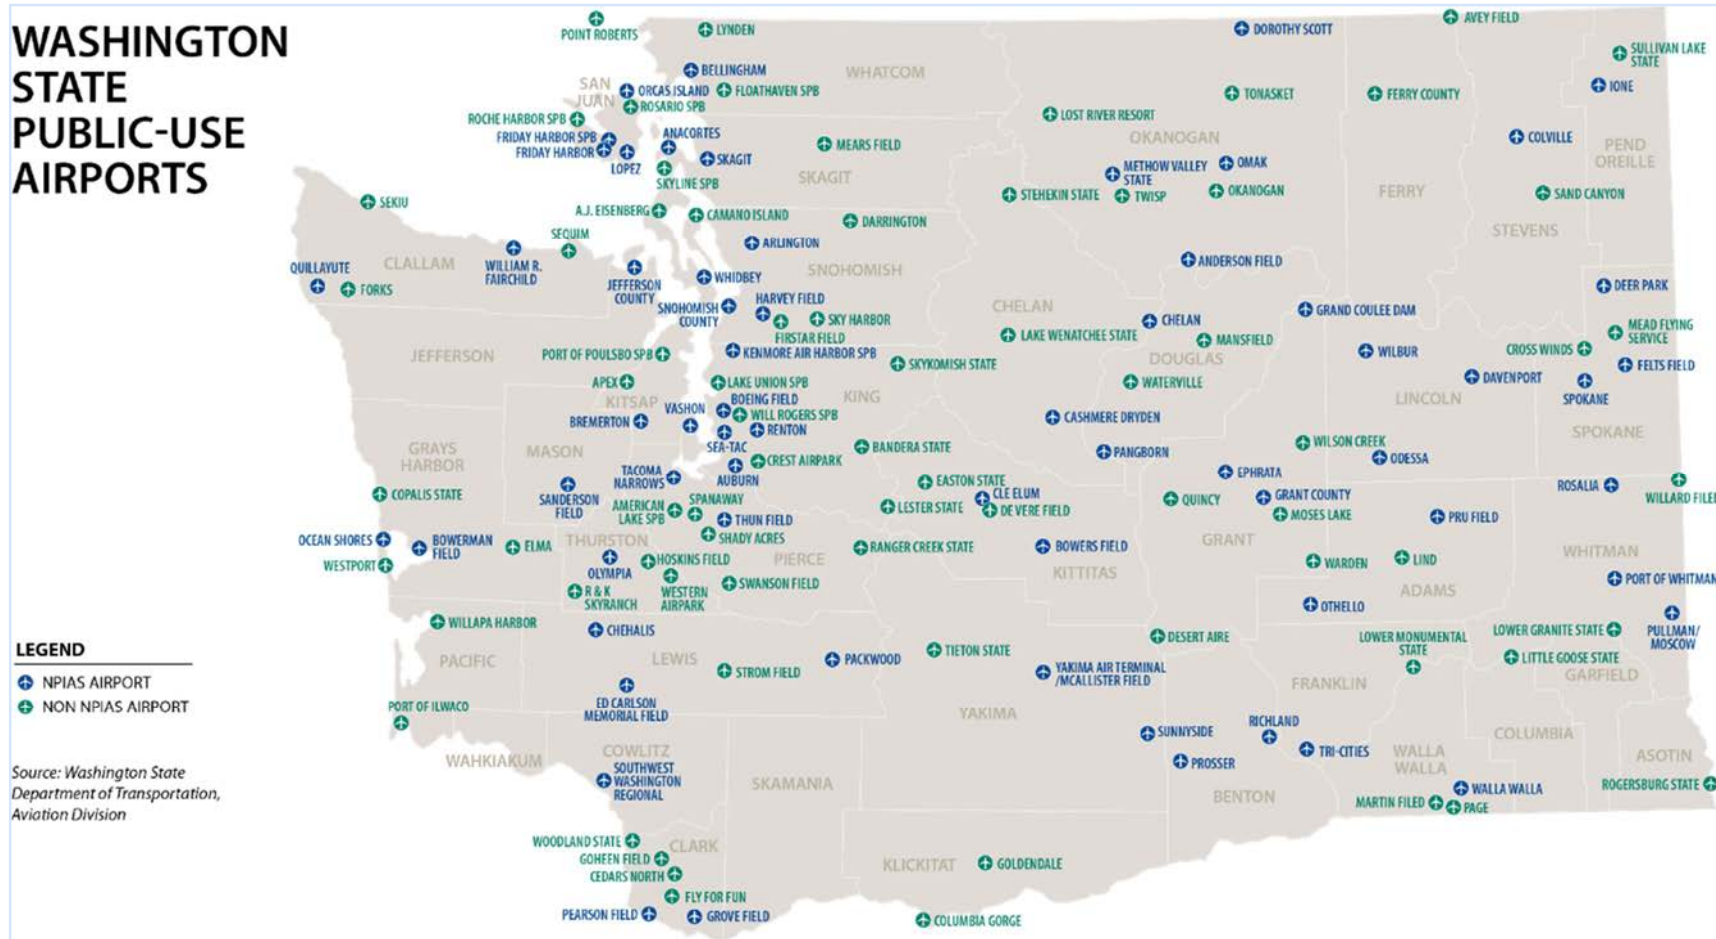 WASHINGTON
STATE
PUBLIC-USE
AIRPORTS
POINT ROBERTS
LYNDEN
DOROTHY SCOTT
AVEY FIELD
SULLIVAN LAKE
STATE
BELLINGHAM
WHATCOM
SAN
JUAN
ORCAS ISLAND
FLOATHAVEN SPB
IONE
TONASKET
FERRY COUNTY
ROSARIO SPB
ROCHE HARBOR SPB
LOST RIVER RESORT
FRIDAY HARBOR SPB
FRIDAY HARBOR
ANACORTES
OKANOGAN
COLVILLE
LOPEZ
SKAGIT
MEARS FIELD
PEND
OREILLE
METHOW VALLEY
STATE
OMAK
SKYLINE SPB
SKAGIT
STEHEKIN STATE
TWISP
OKANOGAN
FERRY
SAND CANYON
SEKIU
A.J. EISENBERG
CAMANO ISLAND
DARRINGTON
STEVENS
SEQUIM
ARLINGTON
QUILLAYUTE
CLALLAM
WILLIAM R.
FAIRCHILD
SNOHOMISH
ANDERSON FIELD
FORKS
JEFFERSON
COUNTY
WHIDBEY
DEER PARK
SNOHOMISH
COUNTY
HARVEY FIELD
CHELAN
GRAND COULEE DAM
SKY HARBOR
FIRSTAR FIELD
CHELAN
LAKE WENATCHEE STATE
MANSFIELD
MEAD FLYING
SERVICE
JEFFERSON
PORT OF POULSBO SPB
KENMORE AIR HARBOR SPB
SKYKOMISH STATE
DOUGLAS
WILBUR
CROSS WINDS
FELTS FIELD
APEX
LAKE UNION SPB
WATERVILLE
DAVENPORT
SPOKANE
KITSAP
BOEING FIELD
KING
LINCOLN
VASHON
WILL ROGERS SPB
BREMERTON
RENTON
CASHMERE DRYDEN
SPOKANE
GRAYS
HARBOR
MASON
SEA-TAC
BANDERA STATE
PANGBORN
WILSON CREEK
ODESSA
CREST AIRPARK
AUBURN
TACOMA
NARROWS
EPHRATA
EASTON STATE
ROSALIA
WILLARD FILED
COPALIS STATE
SANDERSON
FIELD
AMERICAN
LAKE SPB
SPANAWAY
CLE ELUM
LESTER STATE
DE VERE FIELD
QUINCY
GRANT COUNTY
MOSES LAKE
PRU FIELD
THUN FIELD
SHADY ACRES
OCEAN SHORES
BOWERMAN
FIELD
ELMA
THURSTON
RANGER CREEK STATE
BOWERS FIELD
GRANT
WHITMAN
WESTPORT
OLYMPIA
HOSKINS FIELD
PIERCE
KITTITAS
WARDEN
LIND
PORT OF WHITMAN
R & K
SKYRANCH
WESTERN
AIRPARK
SWANSON FIELD
ADAMS
OTHELLO
WILLAPA HARBOR
CHEHALIS
DESERT AIRE
LOWER MONUMENTAL
STATE
LOWER GRANITE STATE
PULLMAN/
MOSCOW
LEGEND
NPIAS AIRPORT
NON NPIAS AIRPORT
PACIFIC
LEWIS
STROM FIELD
PACKWOOD
TIETON STATE
YAKIMA AIR TERMINAL
/MCALLISTER FIELD
LITTLE GOOSE STATE
GARFIELD
FRANKLIN
PORT OF ILWACO
ED CARLSON
MEMORIAL FIELD
YAKIMA
RICHLAND
SUNNYSIDE
TRI-CITIES
COLUMBIA
WAHKIAKUM
COWLITZ
PROSSER
WALLA
WALLA
ASOTIN
Source: Washington State
Department of Transportation,
Aviation Division
SOUTHWEST
WASHINGTON
REGIONAL
SKAMANIA
BENTON
WALLA WALLA
ROGERSBURG STATE
MARTIN FILED
PAGE
WOODLAND STATE
CLARK
GOHEEN FIELD
KLICKITAT
GOLDENDALE
CEDARS NORTH
FLY FOR FUN
PEARSON FIELD
GROVE FIELD
COLUMBIA GORGE